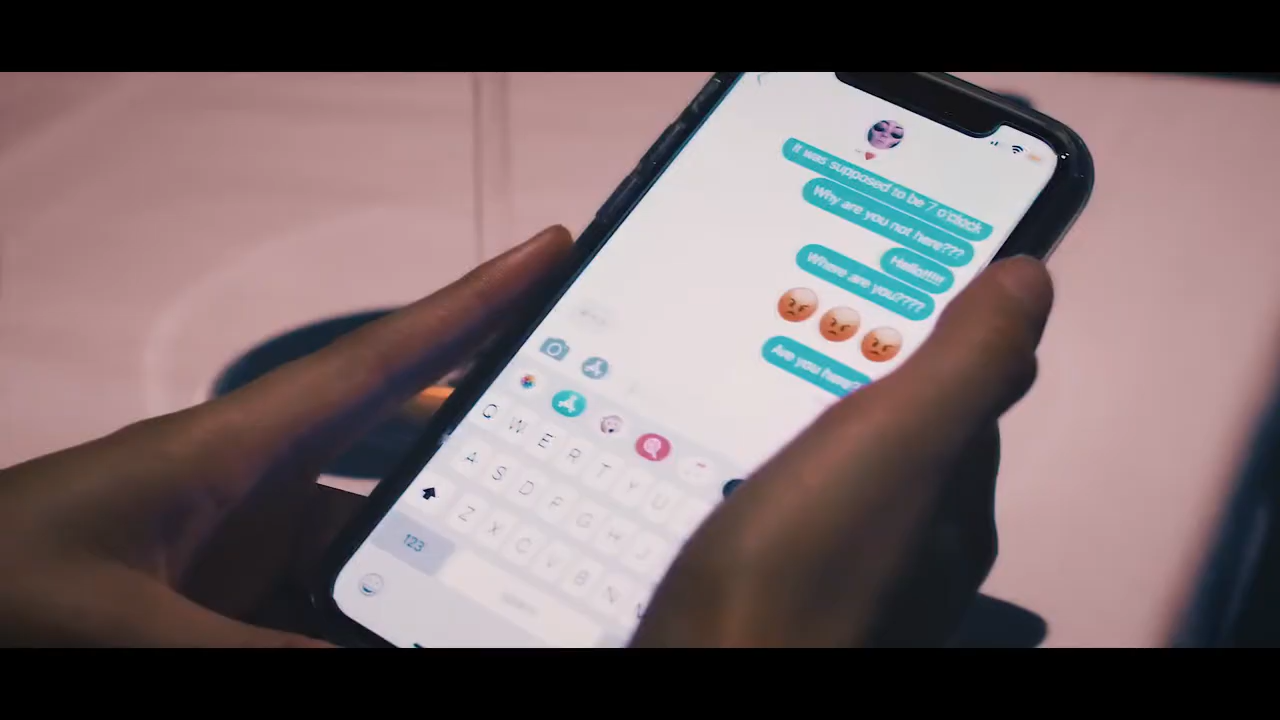 It was supposed to be 7 o'clock
Why are you not here???
Hello!!!!!
Where are you????
😡😡😡
Are you here?
Q W E R T Y U
A S D F G H J
Z X C V B N
123